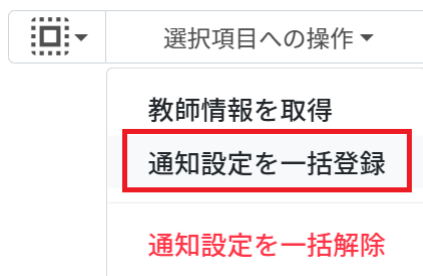 選択項目への操作
教師情報を取得
通知設定を一括登録
通知設定を一括解除